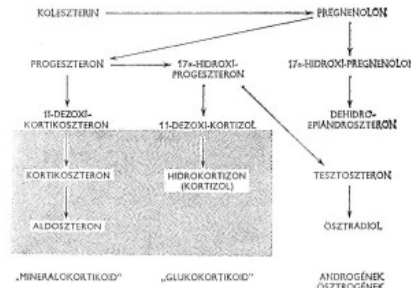 KOLESZTERIN
PREGNENOLON
PROGESZTERON
17α-HIDROXI-
PROGESZTERON
17α-HIDROXI-PREGNENOLON
11-DEZOXI-
KORTIKOSZTERON
11-DEZOXI-KORTIZOL
DEHIDRO-
EPIANDROSZTERON
KORTIKOSZTERON
HIDROKORTIZON
(KORTIZOL)
TESZTOSZTERON
ALDOSZTERON
ÖSZTRADIOL
„MINERALOKORTIKOID”
„GLUKOKORTIKOID”
ANDROGÉNEK
ÖSZTROGÉNEK